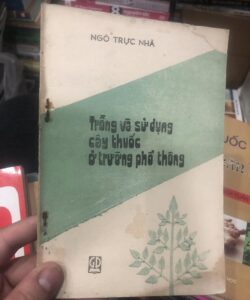 NGÔ TRỰC NHÃ
Trồng và sử dụng
cây thuốc
ở trường phổ thông